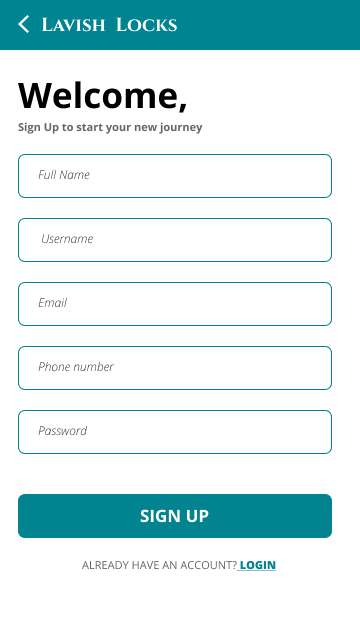 Lavish Locks
Welcome,
Sign Up to start your new journey
Full Name
Username
Email
Phone number
Password
SIGN UP
ALREADY HAVE AN ACCOUNT? LOGIN